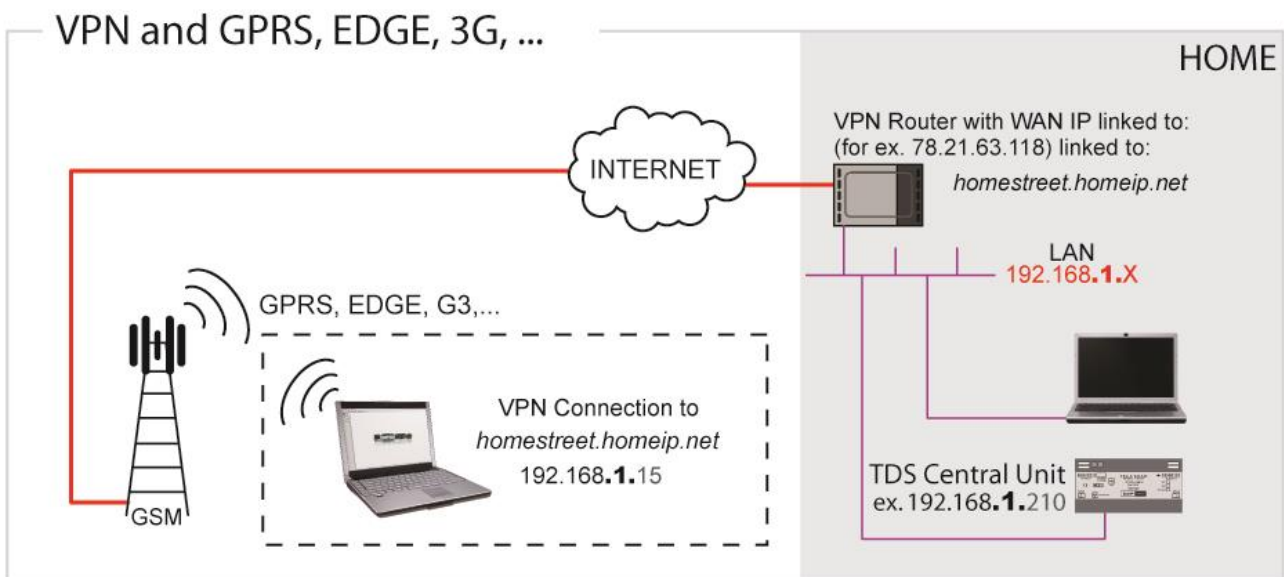 VPN and GPRS, EDGE, 3G, ...
HOME
VPN Router with WAN IP linked to:
(for ex. 78.21.63.118) linked to:
homestreet.homeip.net
INTERNET
LAN
192.168.1.X
GPRS, EDGE, G3,...
VPN Connection to
homestreet.homeip.net
192.168.1.15
GSM
TDS Central Unit
ex. 192.168.1.210